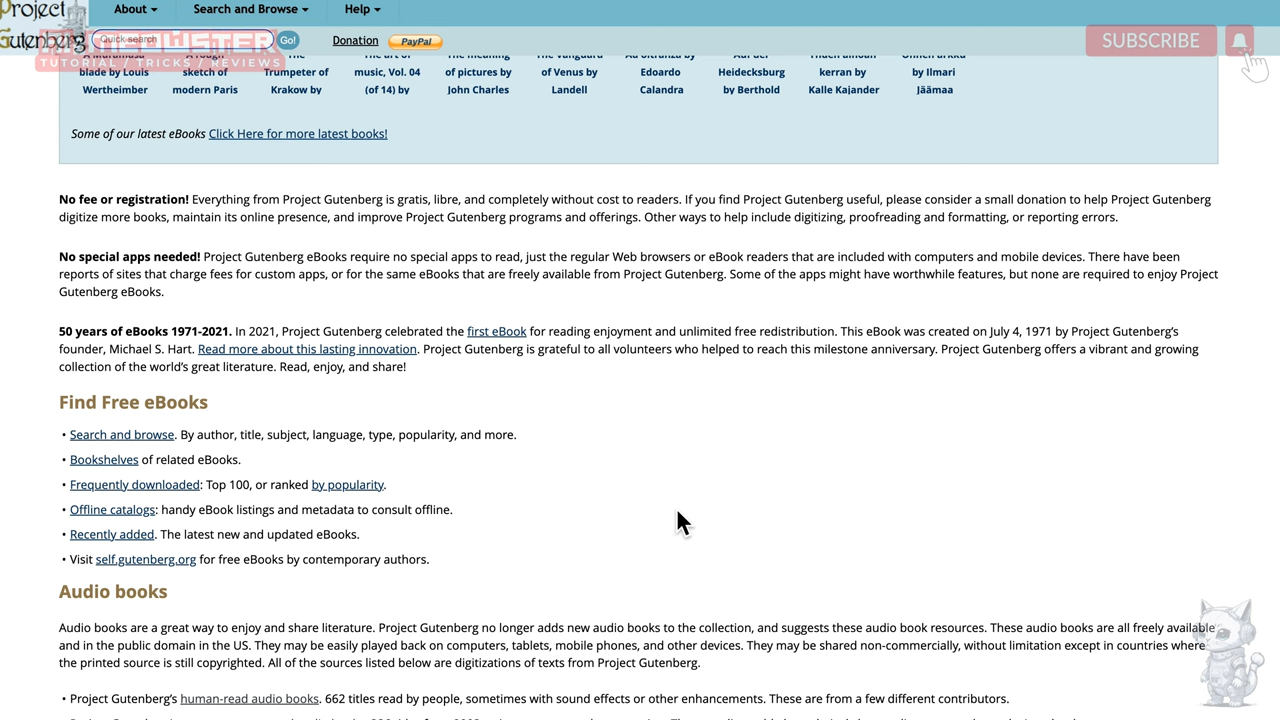 Project
Gutenberg
About
Search and Browse
Help
Quick search
Go!
Donation
PayPal
SUBSCRIBE
TUTORIAL / TRICKS / REVIEWS
blade by Louis
Wertheimber
sketch of
modern Paris
Trumpeter of
Krakow by
music, Vol. 04
(of 14) by
of pictures by
John Charles
of Venus by
Landell
Edoardo
Calandra
Heidecksburg
by Berthold
kerran by
Kalle Kajander
by Ilmari
Jäämaa
Some of our latest eBooks Click Here for more latest books!
No fee or registration! Everything from Project Gutenberg is gratis, libre, and completely without cost to readers. If you find Project Gutenberg useful, please consider a small donation to help Project Gutenberg
digitize more books, maintain its online presence, and improve Project Gutenberg programs and offerings. Other ways to help include digitizing, proofreading and formatting, or reporting errors.
No special apps needed! Project Gutenberg eBooks require no special apps to read, just the regular Web browsers or eBook readers that are included with computers and mobile devices. There have been
reports of sites that charge fees for custom apps, or for the same eBooks that are freely available from Project Gutenberg. Some of the apps might have worthwhile features, but none are required to enjoy Project
Gutenberg eBooks.
50 years of eBooks 1971-2021. In 2021, Project Gutenberg celebrated the first eBook for reading enjoyment and unlimited free redistribution. This eBook was created on July 4, 1971 by Project Gutenberg's
founder, Michael S. Hart. Read more about this lasting innovation. Project Gutenberg is grateful to all volunteers who helped to reach this milestone anniversary. Project Gutenberg offers a vibrant and growing
collection of the world's great literature. Read, enjoy, and share!
Find Free eBooks
• Search and browse. By author, title, subject, language, type, popularity, and more.
• Bookshelves of related eBooks.
• Frequently downloaded: Top 100, or ranked by popularity.
• Offline catalogs: handy eBook listings and metadata to consult offline.
• Recently added. The latest new and updated eBooks.
• Visit self.gutenberg.org for free eBooks by contemporary authors.
Audio books
Audio books are a great way to enjoy and share literature. Project Gutenberg no longer adds new audio books to the collection, and suggests these audio book resources. These audio books are all freely available
and in the public domain in the US. They may be easily played back on computers, tablets, mobile phones, and other devices. They may be shared non-commercially, without limitation except in countries where
the printed source is still copyrighted. All of the sources listed below are digitizations of texts from Project Gutenberg.
• Project Gutenberg's human-read audio books. 662 titles read by people, sometimes with sound effects or other enhancements. These are from a few different contributors.